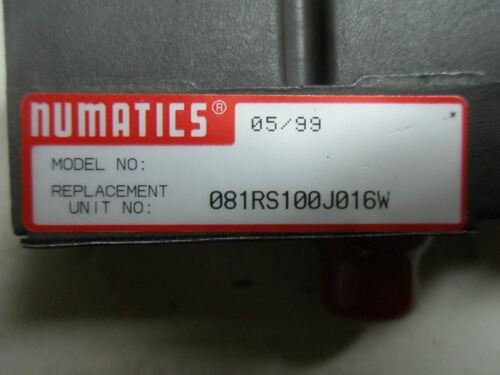 numatics® 05/99
MODEL NO:
REPLACEMENT
UNIT NO: 081RS100J016W